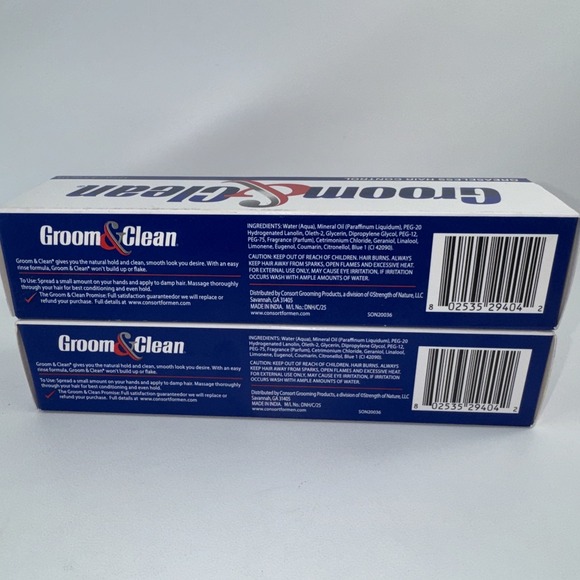 GREASELESS HAIR CONTROL
Groom&Clean
Groom&Clean
Groom & Clean® gives you the natural hold and clean, smooth look you desire. With an easy
rinse formula, Groom & Clean® won't build up or flake.
To Use: Spread a small amount on your hands and apply to damp hair. Massage thoroughly
through your hair for best conditioning and even hold.
The Groom & Clean Promise: Full satisfaction guaranteedor we will replace or
refund your purchase. Full details at www.consortformen.com
INGREDIENTS: Water (Aqua), Mineral Oil (Paraffinum Liquidum), PEG-20
Hydrogenated Lanolin, Oleth-2, Glycerin, Dipropylene Glycol, PEG-12,
PEG-75, Fragrance (Parfum), Cetrimonium Chloride, Geraniol, Linalool,
Limonene, Eugenol, Coumarin, Citronellol, Blue 1 (CI 42090).
CAUTION: KEEP OUT OF REACH OF CHILDREN. HAIR BURNS. ALWAYS
KEEP HAIR AWAY FROM SPARKS, OPEN FLAMES AND EXCESSIVE HEAT.
FOR EXTERNAL USE ONLY, MAY CAUSE EYE IRRITATION, IF IRRITATION
OCCURS WASH WITH AMPLE AMOUNTS OF WATER.
Distributed by Consort Grooming Products, a division of ©Strength of Nature, LLC
Savannah, GA 31405
MADE IN INDIA. M/L No.: DNH/C/25
www.consortformen.com SON20036
8 02535 29404 2
Groom&Clean
Groom & Clean® gives you the natural hold and clean, smooth look you desire. With an easy
rinse formula, Groom & Clean® won't build up or flake.
To Use: Spread a small amount on your hands and apply to damp hair. Massage thoroughly
through your hair for best conditioning and even hold.
The Groom & Clean Promise: Full satisfaction guaranteedor we will replace or
refund your purchase. Full details at www.consortformen.com
INGREDIENTS: Water (Aqua), Mineral Oil (Paraffinum Liquidum), PEG-20
Hydrogenated Lanolin, Oleth-2, Glycerin, Dipropylene Glycol, PEG-12,
PEG-75, Fragrance (Parfum), Cetrimonium Chloride, Geraniol, Linalool,
Limonene, Eugenol, Coumarin, Citronellol, Blue 1 (CI 42090).
CAUTION: KEEP OUT OF REACH OF CHILDREN. HAIR BURNS. ALWAYS
KEEP HAIR AWAY FROM SPARKS, OPEN FLAMES AND EXCESSIVE HEAT.
FOR EXTERNAL USE ONLY, MAY CAUSE EYE IRRITATION, IF IRRITATION
OCCURS WASH WITH AMPLE AMOUNTS OF WATER.
Distributed by Consort Grooming Products, a division of ©Strength of Nature, LLC
Savannah, GA 31405
MADE IN INDIA. M/L No.: DNH/C/25
www.consortformen.com SON20036
8 02535 29404 2